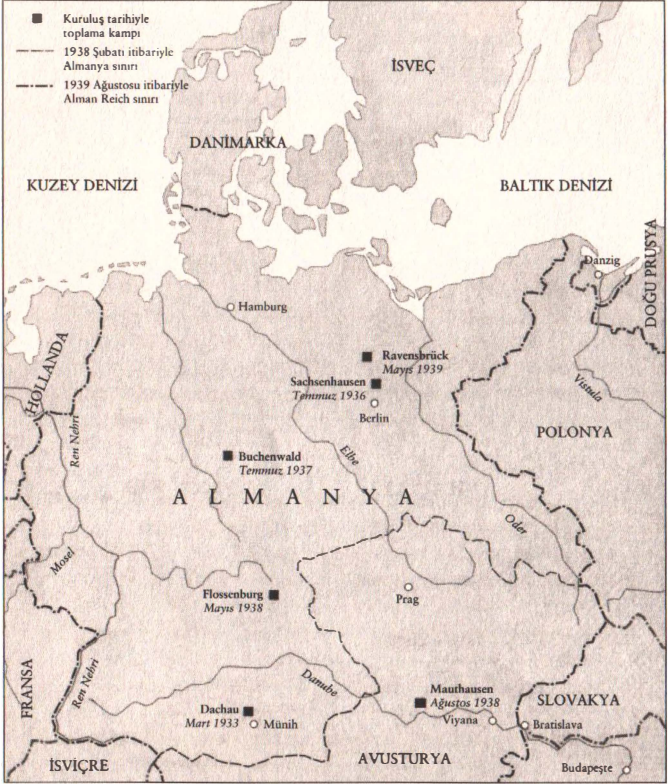 Kuruluş tarihiyle
toplama kampı
1938 Şubatı itibariyle
Almanya sınırı
1939 Ağustosu itibariyle
Alman Reich sınırı
İSVEÇ
DANİMARKA
KUZEY DENİZİ
BALTIK DENİZİ
DOĞU PRUSYA
Danzig
Hamburg
HOLLANDA
Ravensbrück
Mayıs 1939
Sachsenhausen
Temmuz 1936
Berlin
Vistula
POLONYA
Ren Nehri
Buchenwald
Temmuz 1937
Elbe
ALMANYA
Oder
Mosel
Flossenburg
Mayıs 1938
Prag
FRANSA
Ren Nehri
Danube
Dachau
Mart 1933
Münih
Mauthausen
Ağustos 1938
Viyana
SLOVAKYA
Bratislava
İSVİÇRE
AVUSTURYA
Budapeşte